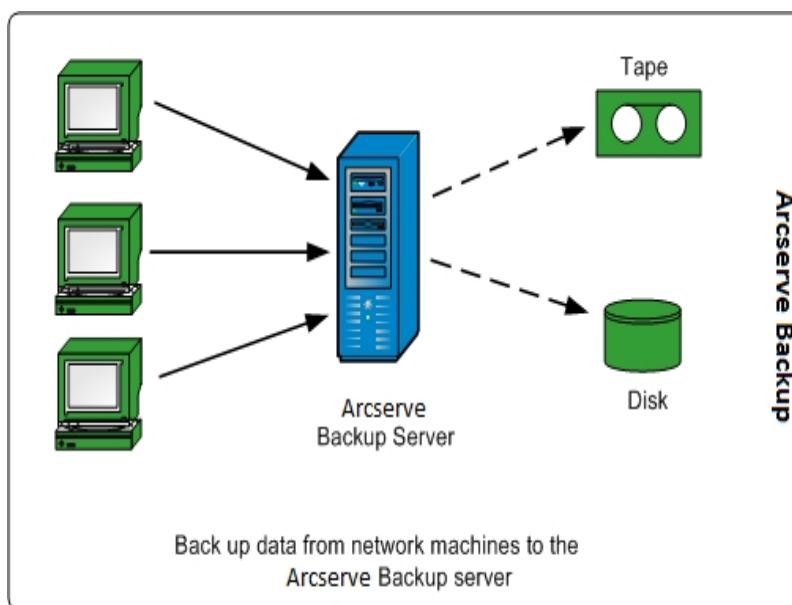 Tape
Arcserve Backup
Disk
Arcserve
Backup Server
Back up data from network machines to the
Arcserve Backup server